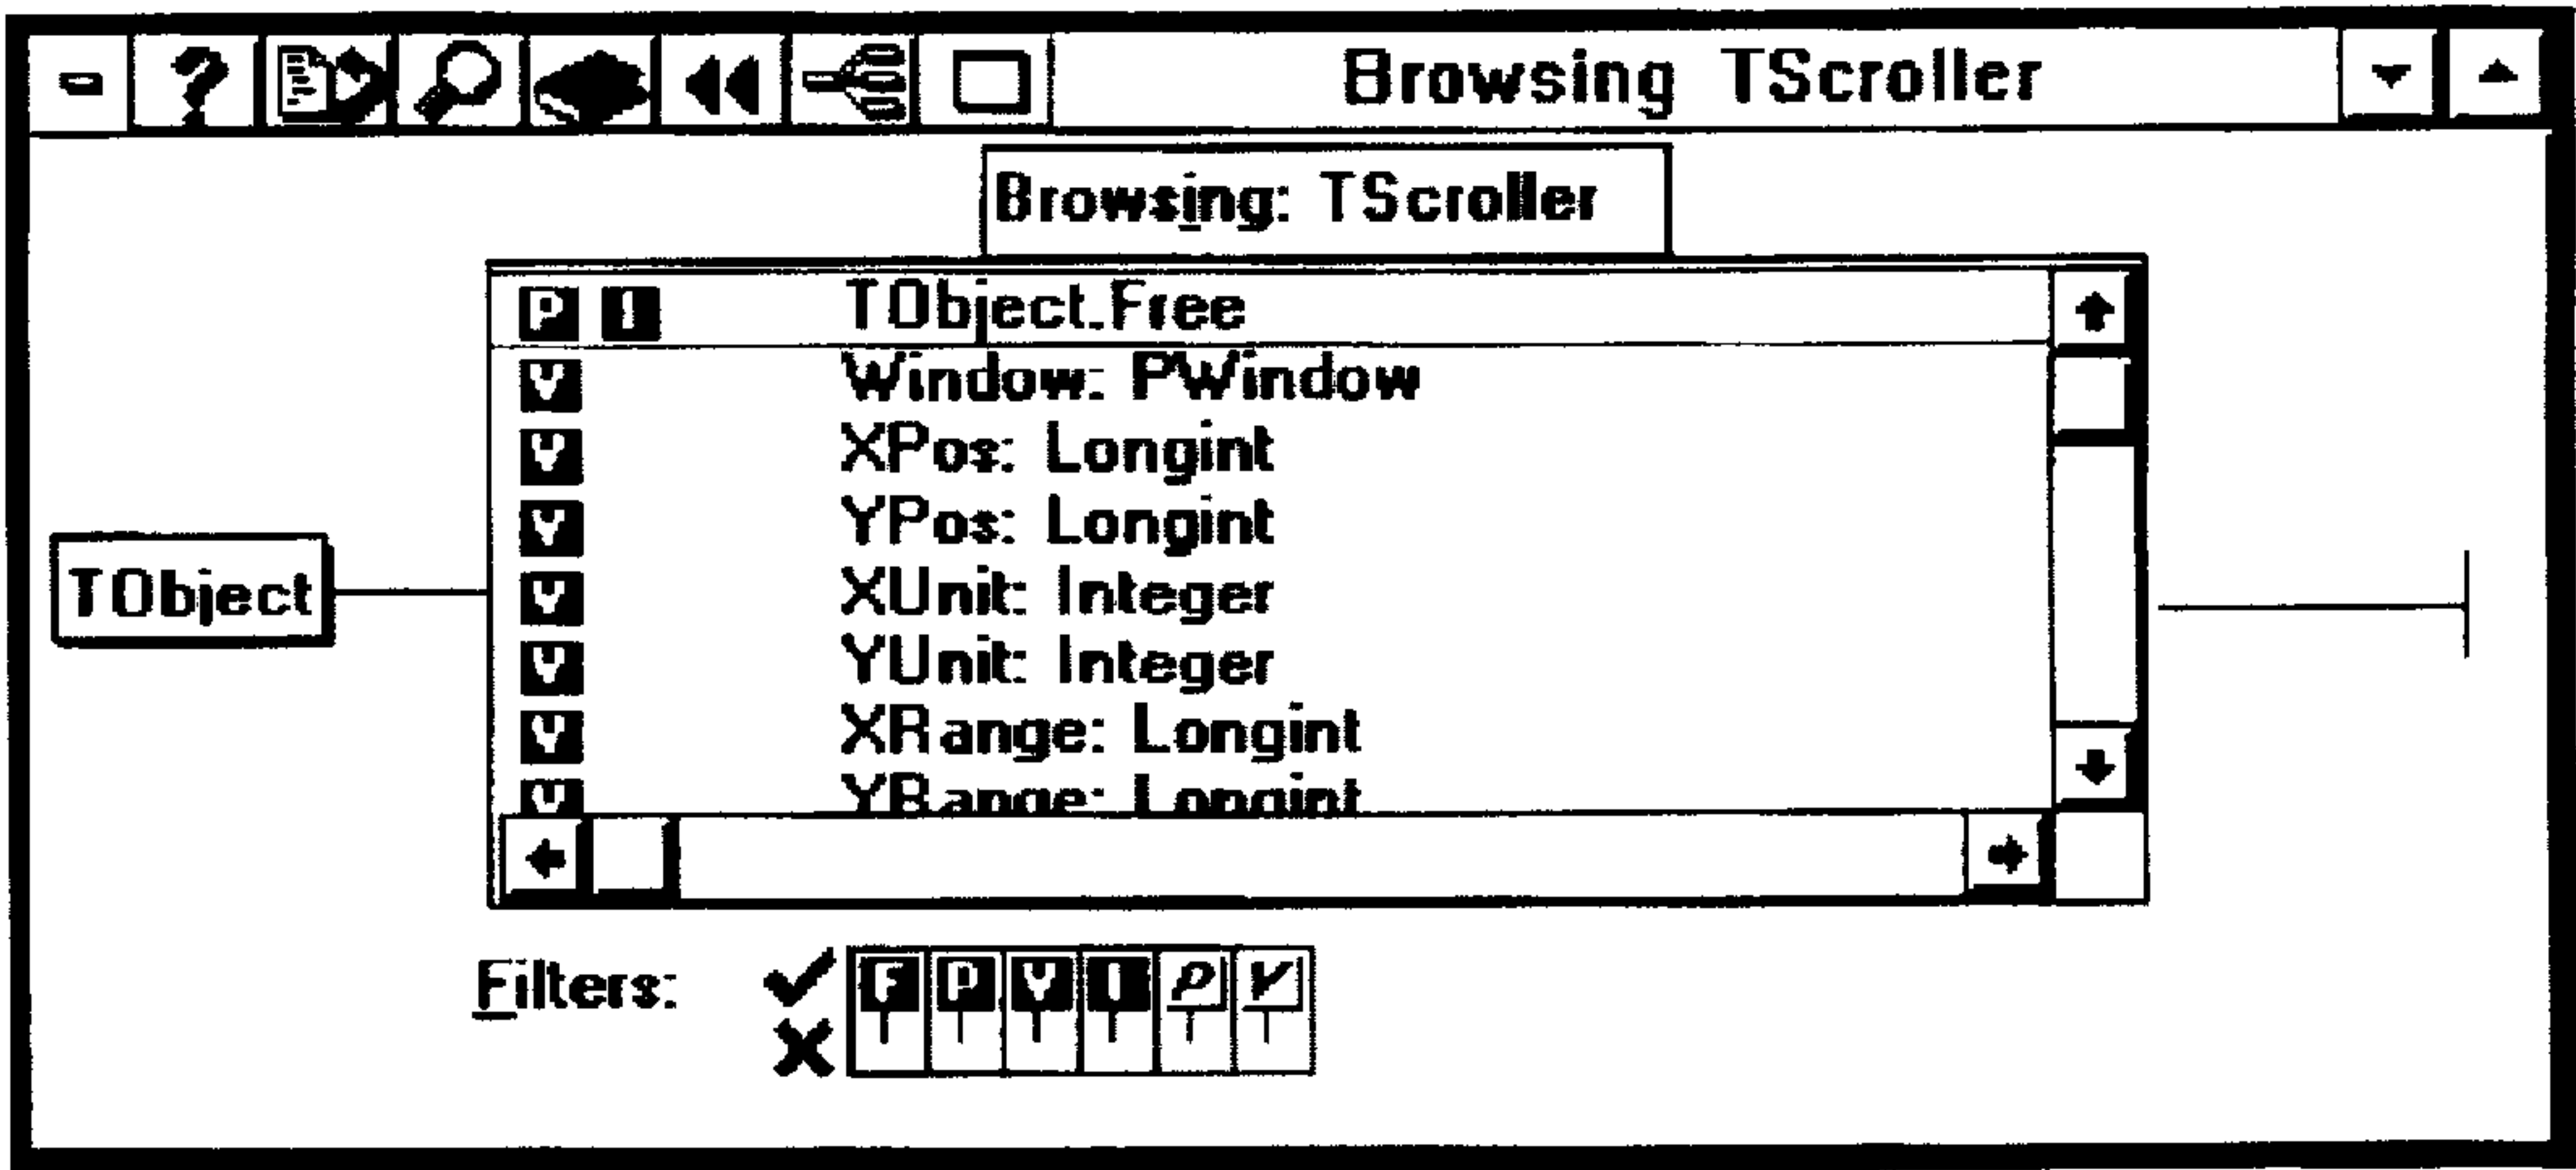 Browsing TScroller
Browsing: TScroller
P I TObject.Free
V Window: PWindow
V XPos: Longint
V YPos: Longint
TObject
V XUnit: Integer
V YUnit: Integer
V XRange: Longint
V YRange: Longint
Filters: F P V I P V